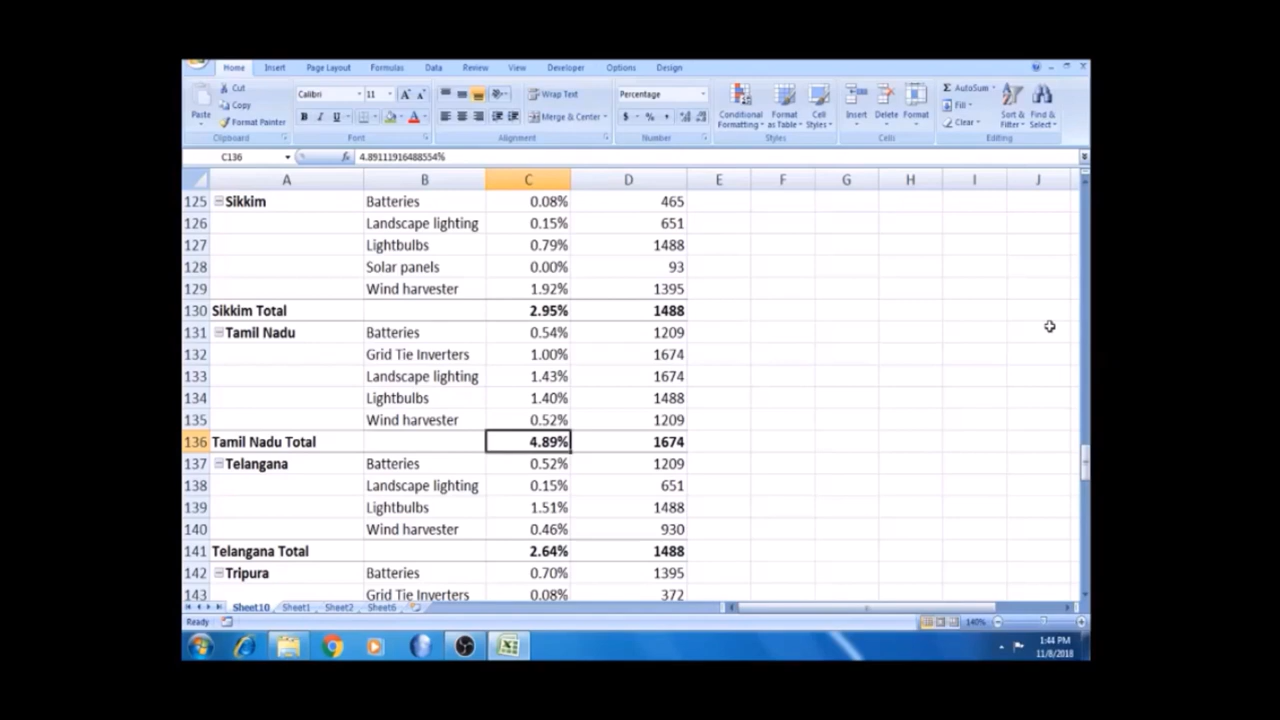 Home Insert Page Layout Formulas Data Review View Developer Options Design
Cut Calibri 11 Wrap Text Percentage AutoSum
Copy Fill
Paste Format Painter Merge & Center Conditional Formatting Format as Table Cell Styles Insert Delete Format Clear Sort & Filter Find & Select
Clipboard Font Alignment Number Styles Cells Editing
C136 fx 4.89111916488554%
A B C D E F G H I J
125 Sikkim Batteries 0.08% 465
126 Landscape lighting 0.15% 651
127 Lightbulbs 0.79% 1488
128 Solar panels 0.00% 93
129 Wind harvester 1.92% 1395
130 Sikkim Total 2.95% 1488
131 Tamil Nadu Batteries 0.54% 1209
132 Grid Tie Inverters 1.00% 1674
133 Landscape lighting 1.43% 1674
134 Lightbulbs 1.40% 1488
135 Wind harvester 0.52% 1209
136 Tamil Nadu Total 4.89% 1674
137 Telangana Batteries 0.52% 1209
138 Landscape lighting 0.15% 651
139 Lightbulbs 1.51% 1488
140 Wind harvester 0.46% 930
141 Telangana Total 2.64% 1488
142 Tripura Batteries 0.70% 1395
143 Grid Tie Inverters 0.08% 372
Sheet10 Sheet1 Sheet2 Sheet6
Ready 140%
1:44 PM
11/8/2018